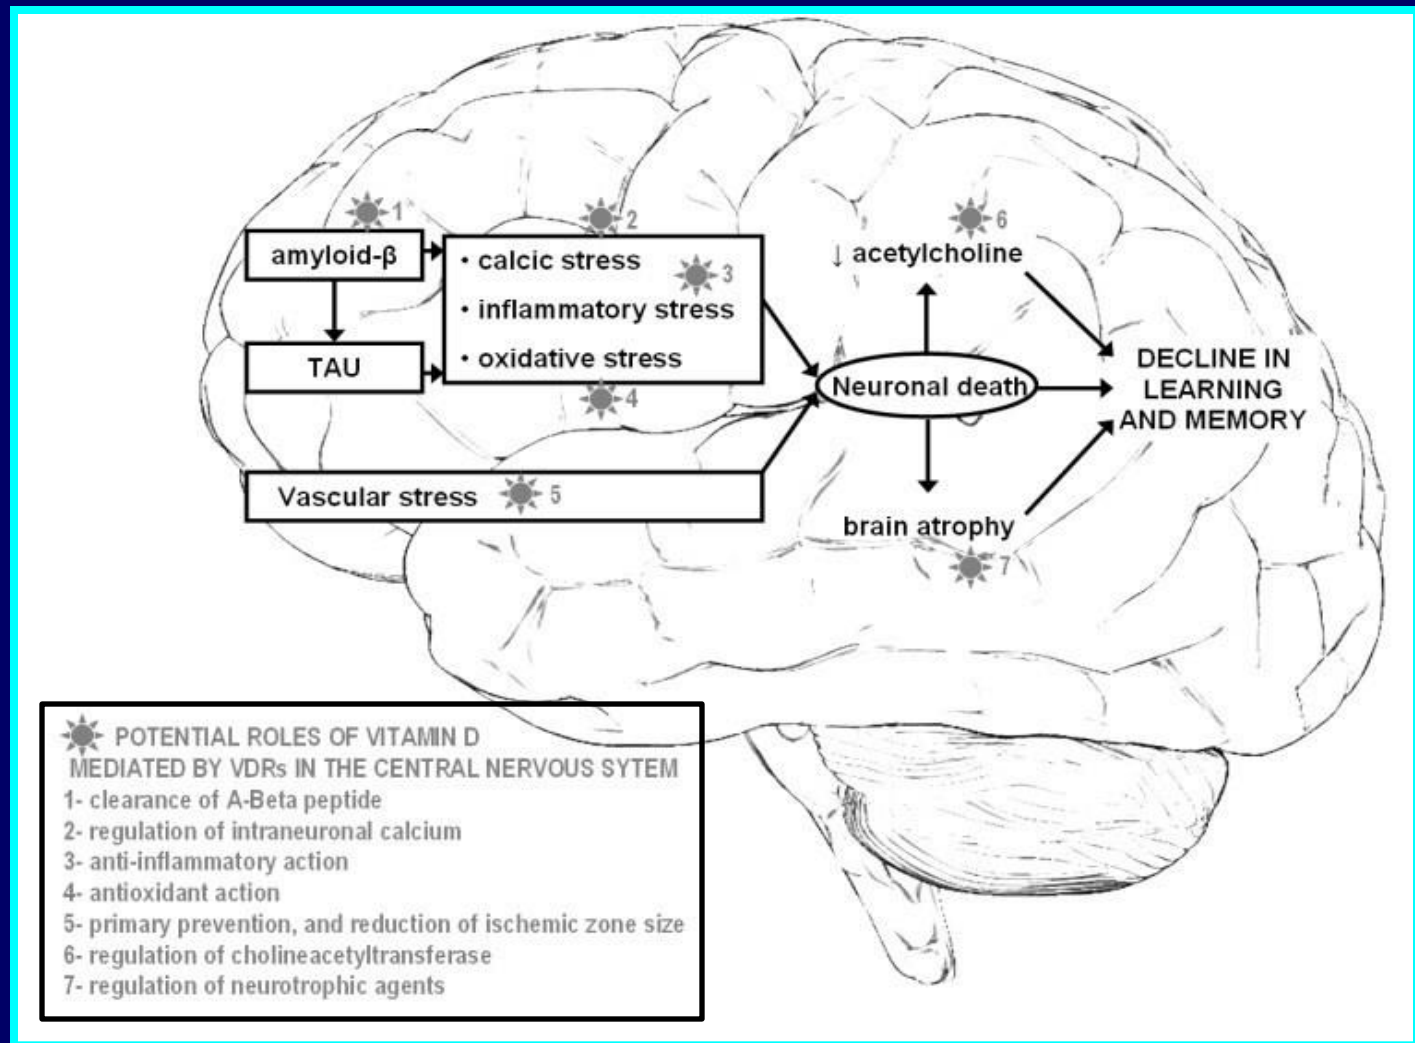 1
amyloid-β
TAU
2
• calcic stress
3
• inflammatory stress
• oxidative stress
4
Vascular stress
5
6
↓ acetylcholine
Neuronal death
brain atrophy
7
DECLINE IN
LEARNING
AND MEMORY
POTENTIAL ROLES OF VITAMIN D
MEDIATED BY VDRs IN THE CENTRAL NERVOUS SYTEM
1- clearance of A-Beta peptide
2- regulation of intraneuronal calcium
3- anti-inflammatory action
4- antioxidant action
5- primary prevention, and reduction of ischemic zone size
6- regulation of cholineacetyltransferase
7- regulation of neurotrophic agents